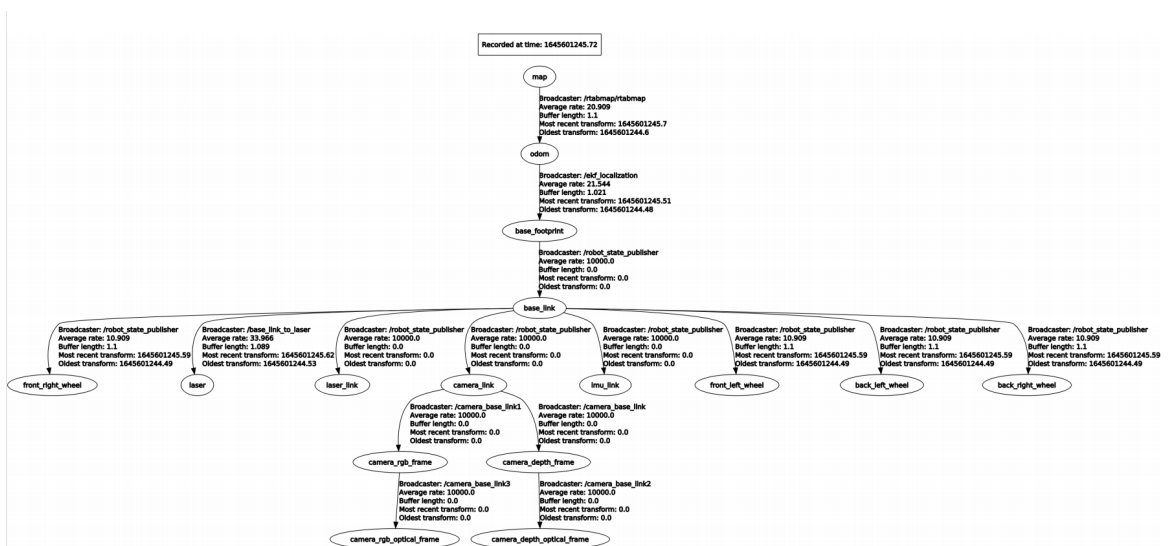 Recorded at time: 1645601245.72
map
Broadcaster: /rtabmap/rtabmap
Average rate: 20.909
Buffer length: 1.1
Most recent transform: 1645601245.7
Oldest transform: 1645601244.6
odom
Broadcaster: /ekf_localization
Average rate: 21.544
Buffer length: 1.021
Most recent transform: 1645601245.51
Oldest transform: 1645601244.48
base_footprint
Broadcaster: /robot_state_publisher
Average rate: 10000.0
Buffer length: 0.0
Most recent transform: 0.0
Oldest transform: 0.0
base_link
Broadcaster: /robot_state_publisher
Average rate: 10.909
Buffer length: 1.1
Most recent transform: 1645601245.59
Oldest transform: 1645601244.49
front_right_wheel
Broadcaster: /base_link_to_laser
Average rate: 33.966
Buffer length: 1.089
Most recent transform: 1645601245.62
Oldest transform: 1645601244.53
laser
Broadcaster: /robot_state_publisher
Average rate: 10000.0
Buffer length: 0.0
Most recent transform: 0.0
Oldest transform: 0.0
laser_link
Broadcaster: /robot_state_publisher
Average rate: 10000.0
Buffer length: 0.0
Most recent transform: 0.0
Oldest transform: 0.0
camera_link
Broadcaster: /robot_state_publisher
Average rate: 10000.0
Buffer length: 0.0
Most recent transform: 0.0
Oldest transform: 0.0
imu_link
Broadcaster: /robot_state_publisher
Average rate: 10.909
Buffer length: 1.1
Most recent transform: 1645601245.59
Oldest transform: 1645601244.49
front_left_wheel
Broadcaster: /robot_state_publisher
Average rate: 10.909
Buffer length: 1.1
Most recent transform: 1645601245.59
Oldest transform: 1645601244.49
back_left_wheel
Broadcaster: /robot_state_publisher
Average rate: 10.909
Buffer length: 1.1
Most recent transform: 1645601245.59
Oldest transform: 1645601244.49
back_right_wheel
Broadcaster: /camera_base_link1
Average rate: 10000.0
Buffer length: 0.0
Most recent transform: 0.0
Oldest transform: 0.0
camera_rgb_frame
Broadcaster: /camera_base_link
Average rate: 10000.0
Buffer length: 0.0
Most recent transform: 0.0
Oldest transform: 0.0
camera_depth_frame
Broadcaster: /camera_base_link3
Average rate: 10000.0
Buffer length: 0.0
Most recent transform: 0.0
Oldest transform: 0.0
camera_rgb_optical_frame
Broadcaster: /camera_base_link2
Average rate: 10000.0
Buffer length: 0.0
Most recent transform: 0.0
Oldest transform: 0.0
camera_depth_optical_frame